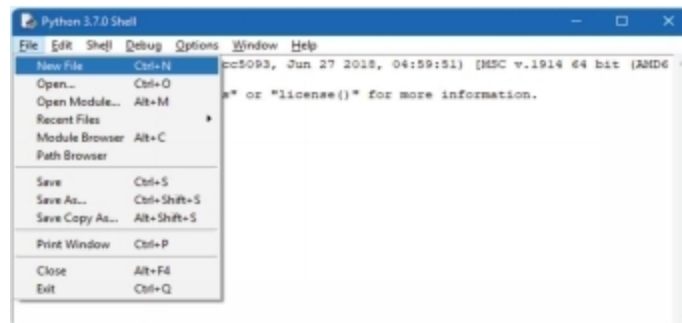 Python 3.7.0 Shell
File Edit Shell Debug Options Window Help
New File Ctrl+N
cc5093, Jun 27 2018, 04:59:51) [MSC v.1914 64 bit (AMD6
Open... Ctrl+O
Open Module... Alt+M
s" or "license()" for more information.
Recent Files
Module Browser Alt+C
Path Browser
Save Ctrl+S
Save As... Ctrl+Shift+S
Save Copy As... Alt+Shift+S
Print Window Ctrl+P
Close Alt+F4
Exit Ctrl+Q